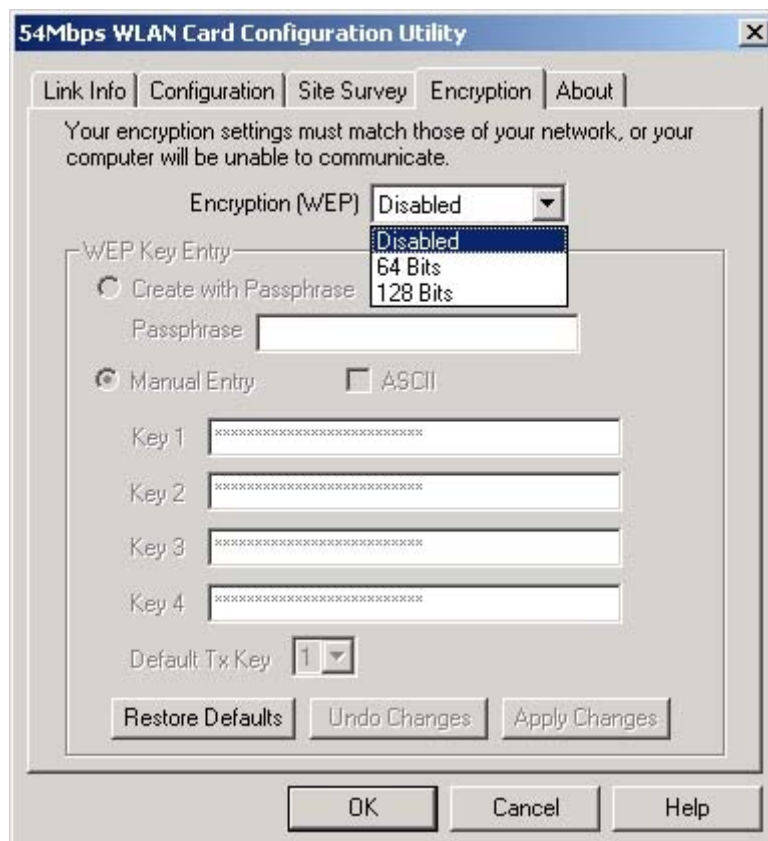 54Mbps WLAN Card Configuration Utility
Link Info Configuration Site Survey Encryption About
Your encryption settings must match those of your network, or your
computer will be unable to communicate.
Encryption (WEP) Disabled
Disabled
64 Bits
128 Bits
WEP Key Entry
Create with Passphrase
Passphrase
Manual Entry ASCII
Key 1 **************************
Key 2 **************************
Key 3 **************************
Key 4 **************************
Default Tx Key 1
Restore Defaults Undo Changes Apply Changes
OK Cancel Help